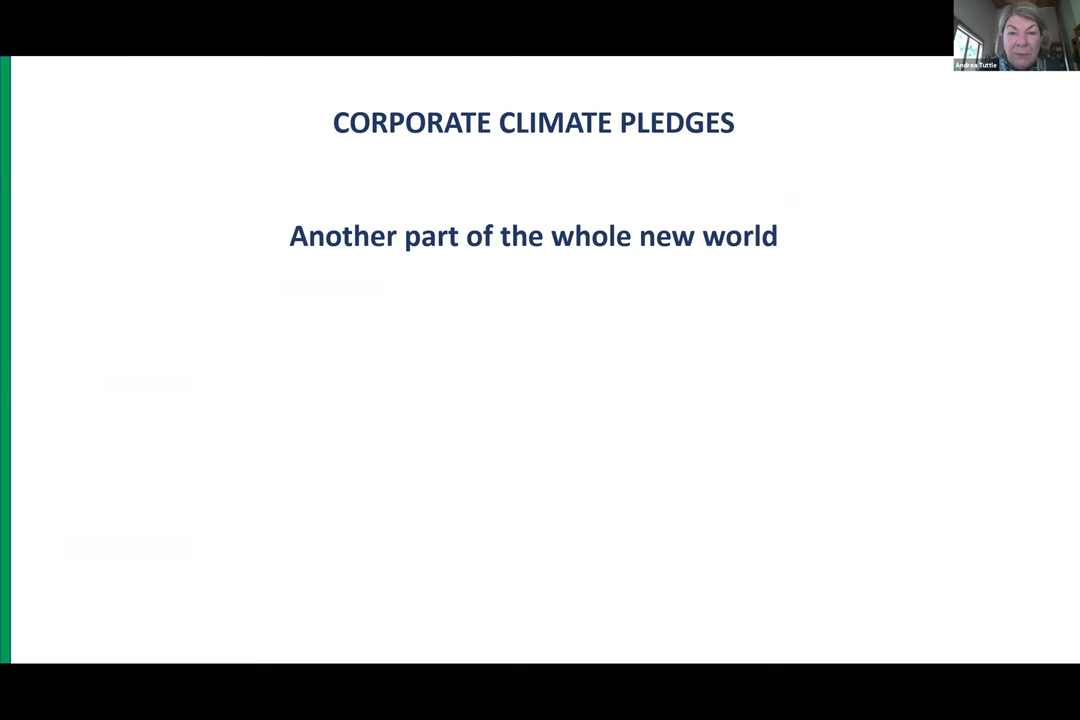 Andrea Tuttle
CORPORATE CLIMATE PLEDGES
Another part of the whole new world